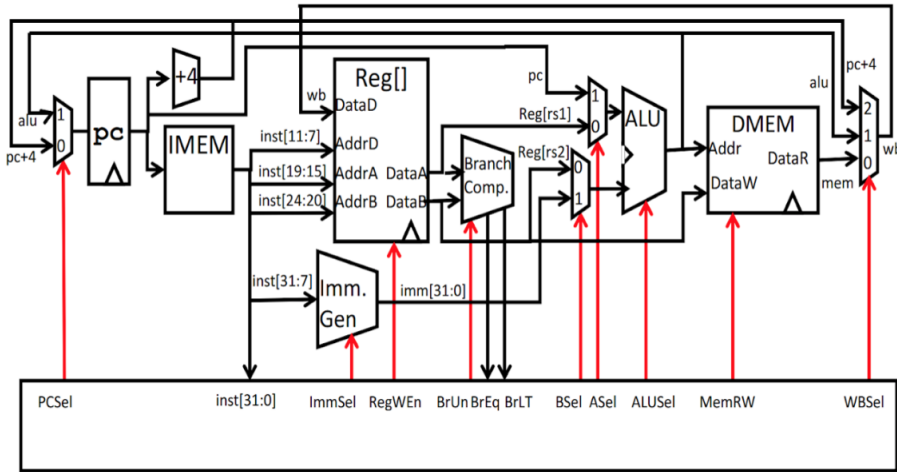 wb
pc+4
alu
pc
+4
Reg[]
wb
DataD
1
alu
0
pc+4
pc
IMEM
inst[11:7]
AddrD
inst[19:15]
AddrA
DataA
inst[24:20]
AddrB
DataB
Branch
Comp.
Reg[rs1]
1
0
Reg[rs2]
0
1
ALU
DMEM
Addr
DataR
DataW
mem
2
1
0
wb
inst[31:7]
Imm.
Gen
imm[31:0]
PCSel
inst[31:0]
ImmSel
RegWEn
BrUn
BrEq
BrLT
BSel
ASel
ALUSel
MemRW
WBSel